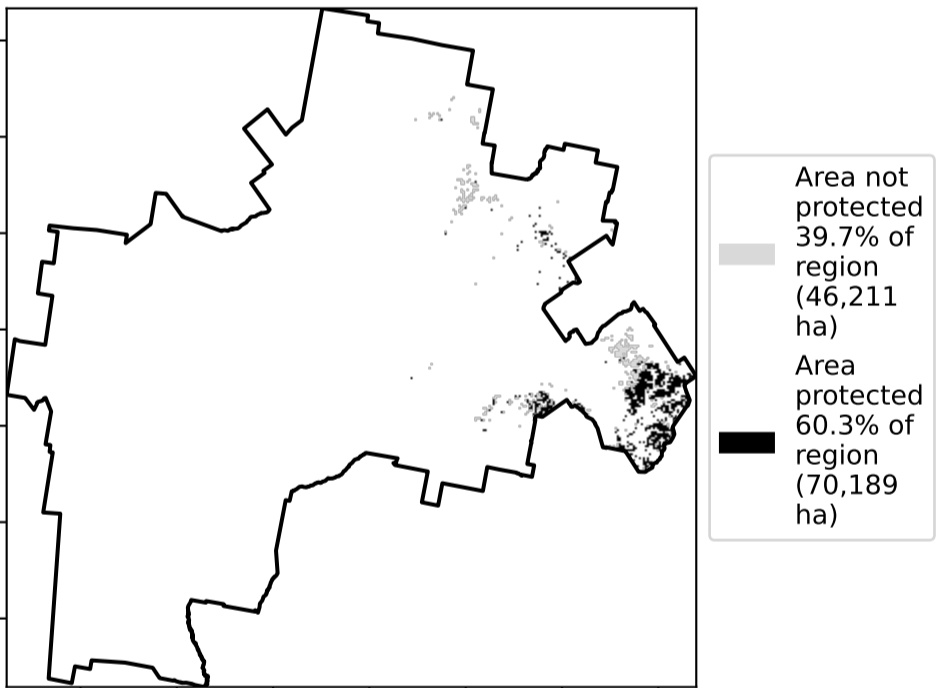 Area not
protected
39.7% of
region
(46,211
ha)
Area
protected
60.3% of
region
(70,189
ha)